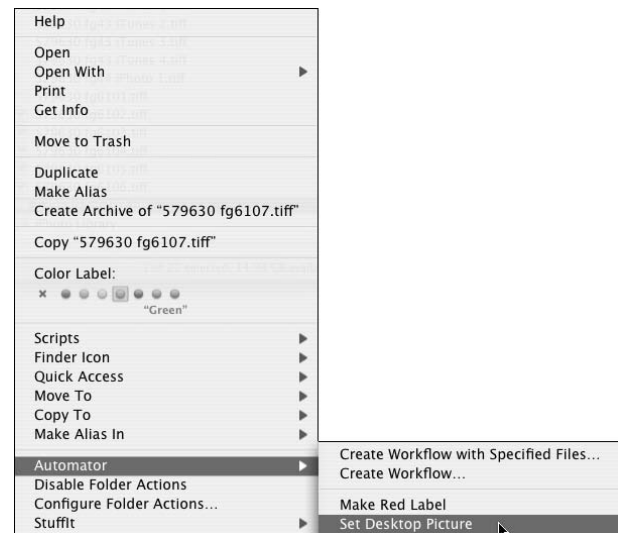 Help
Open
Open With
Print
Get Info
Move to Trash
Duplicate
Make Alias
Create Archive of “579630 fg6107.tiff”
Copy “579630 fg6107.tiff”
Color Label:
“Green”
Scripts
Finder Icon
Quick Access
Move To
Copy To
Make Alias In
Automator
Disable Folder Actions
Configure Folder Actions...
StuffIt
Create Workflow with Specified Files...
Create Workflow...
Make Red Label
Set Desktop Picture